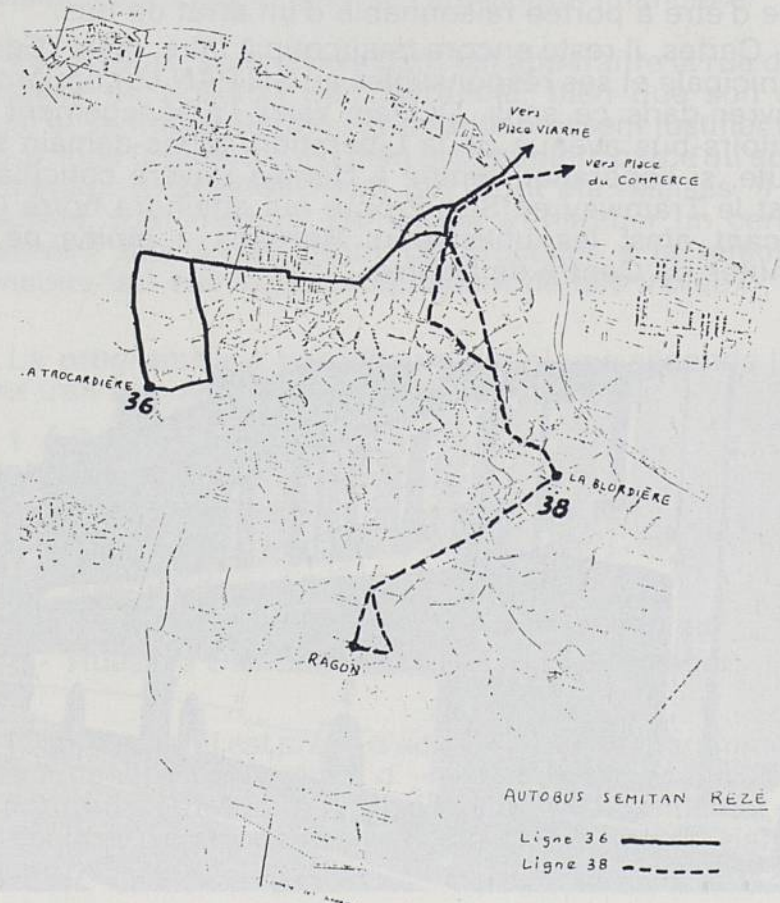 Vers
Place VIARME
Vers Place
du COMMERCE
A TROCARDIÈRE
36
LA BLORDIÈRE
38
RAGON
AUTOBUS SEMITAN REZÉ
Ligne 36
Ligne 38